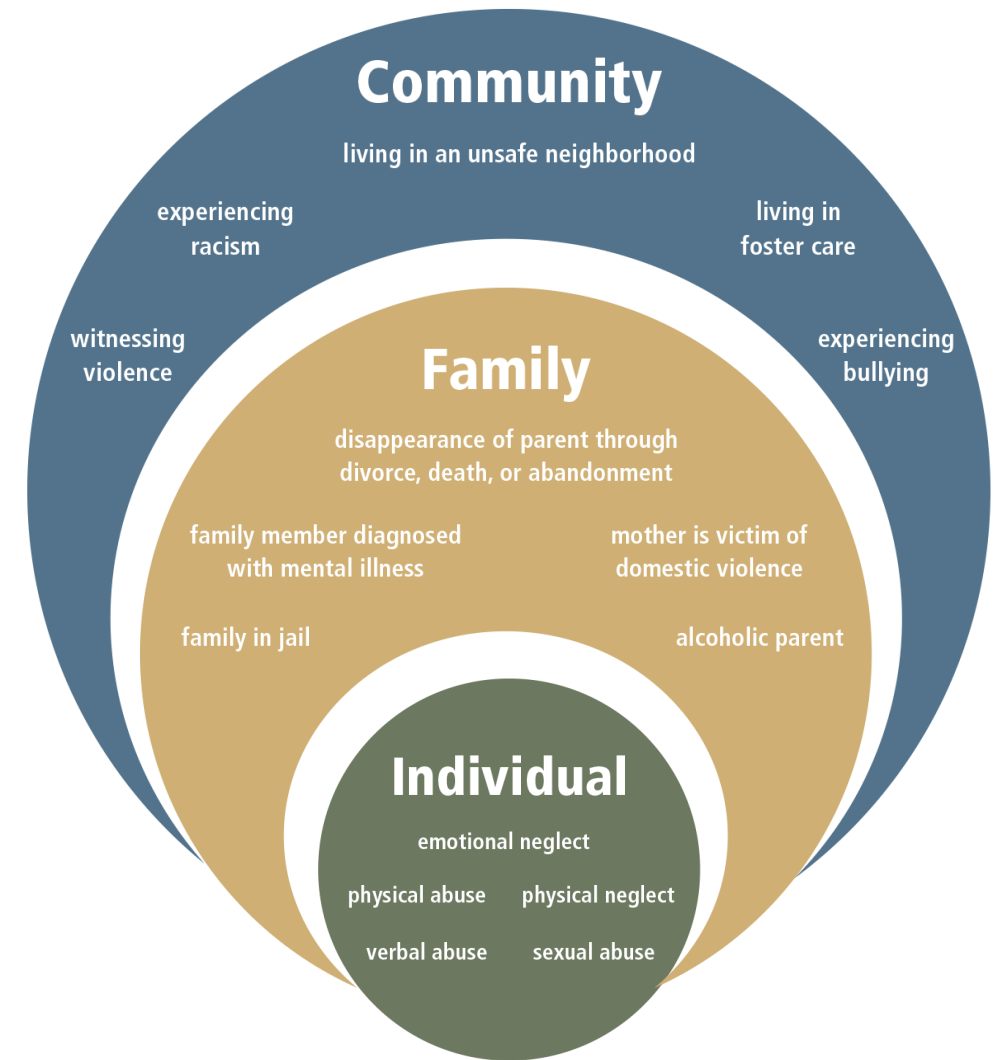 Community
living in an unsafe neighborhood
experiencing
racism
living in
foster care
witnessing
violence
experiencing
bullying
Family
disappearance of parent through
divorce, death, or abandonment
family member diagnosed
with mental illness
mother is victim of
domestic violence
family in jail
alcoholic parent
Individual
emotional neglect
physical abuse
physical neglect
verbal abuse
sexual abuse